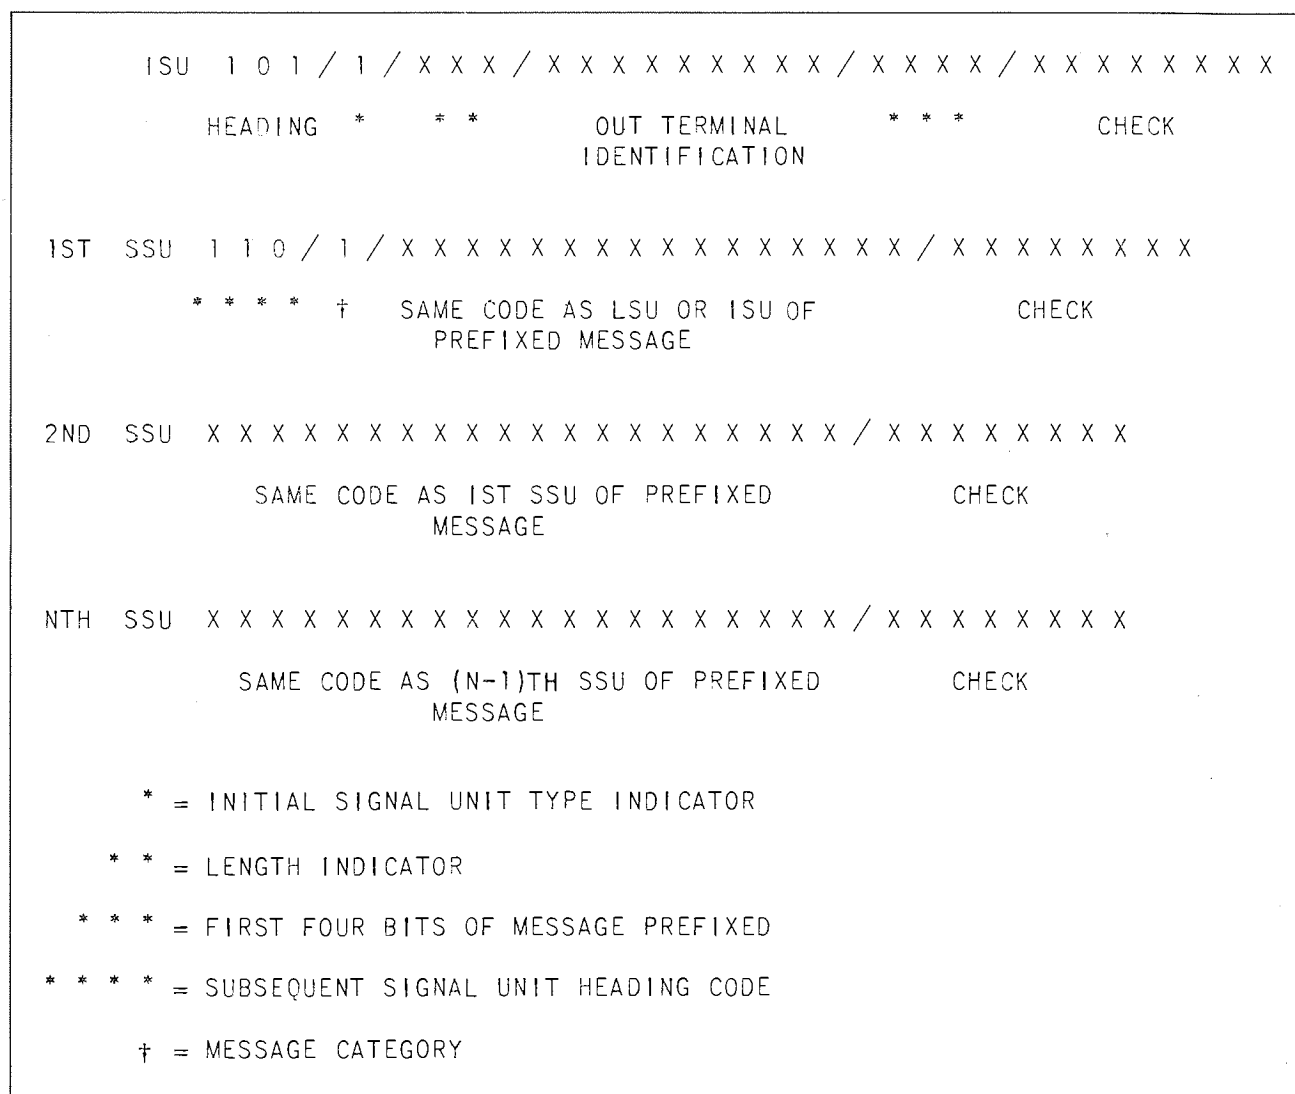 ISU 1 0 1 / 1 / X X X / X X X X X X X X X / X X X X / X X X X X X X X
HEADING * * * OUT TERMINAL * * * CHECK
IDENTIFICATION
1ST SSU 1 1 0 / 1 / X X X X X X X X X X X X X X X X / X X X X X X X X
* * * * † SAME CODE AS LSU OR ISU OF CHECK
PREFIXED MESSAGE
2ND SSU X X X X X X X X X X X X X X X X X X X X / X X X X X X X X
SAME CODE AS 1ST SSU OF PREFIXED CHECK
MESSAGE
NTH SSU X X X X X X X X X X X X X X X X X X X X / X X X X X X X X
SAME CODE AS (N-1)TH SSU OF PREFIXED CHECK
MESSAGE
* = INITIAL SIGNAL UNIT TYPE INDICATOR
* * = LENGTH INDICATOR
* * * = FIRST FOUR BITS OF MESSAGE PREFIXED
* * * * = SUBSEQUENT SIGNAL UNIT HEADING CODE
† = MESSAGE CATEGORY